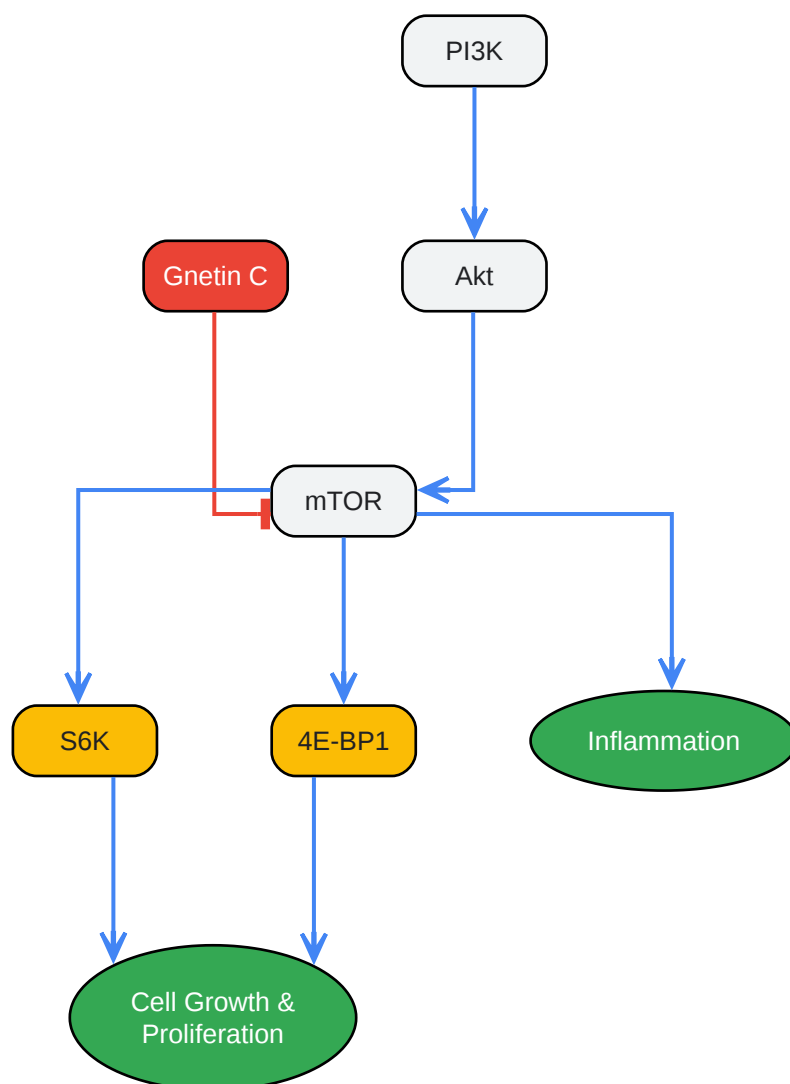 PI3K
Gnetin C
Akt
mTOR
S6K
4E-BP1
Inflammation
Cell Growth &
Proliferation